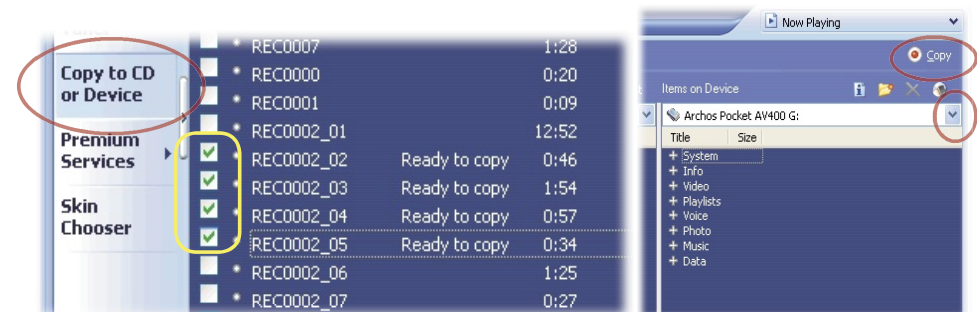 Copy to CD
or Device
Premium
Services
Skin
Chooser
REC0007 1:28
REC0000 0:20
REC0001 0:09
REC0002_01 12:52
REC0002_02 Ready to copy 0:46
REC0002_03 Ready to copy 1:54
REC0002_04 Ready to copy 0:57
REC0002_05 Ready to copy 0:34
REC0002_06 1:25
REC0002_07 0:27
Now Playing
Copy
Items on Device
Archos Pocket AV400 G:
Title Size
+ System
+ Info
+ Video
+ Playlists
+ Voice
+ Photo
+ Music
+ Data